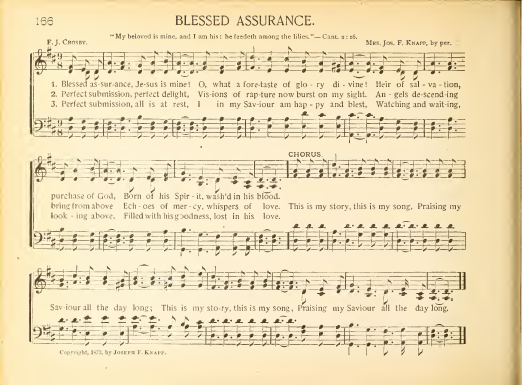 166 BLESSED ASSURANCE.
"My beloved is mine, and I am his: he feedeth among the lilies."—CANT. 2: 16.
F. J. CROSBY. MRS. JOS. F. KNAPP, by per.
1. Blessed as-sur-ance, Je-sus is mine! O, what a fore-taste of glo-ry di-vine! Heir of sal-va-tion,
2. Perfect submission, perfect delight, Vis-ions of rap-ture now burst on my sight. An-gels de-scend-ing
3. Perfect submission, all is at rest, I in my Sav-iour am hap-py and blest, Watching and wait-ing,
CHORUS.
purchase of God, Born of his Spir-it, wash'd in his blood.
bring from above Ech-oes of mer-cy, whispers of love. This is my story, this is my song, Praising my
look-ing above. Filled with his goodness, lost in his love.
Sav-iour all the day long; This is my sto-ry, this is my song, Praising my Saviour all the day long.
Copyright, 1873, by JOSEPH F. KNAPP.